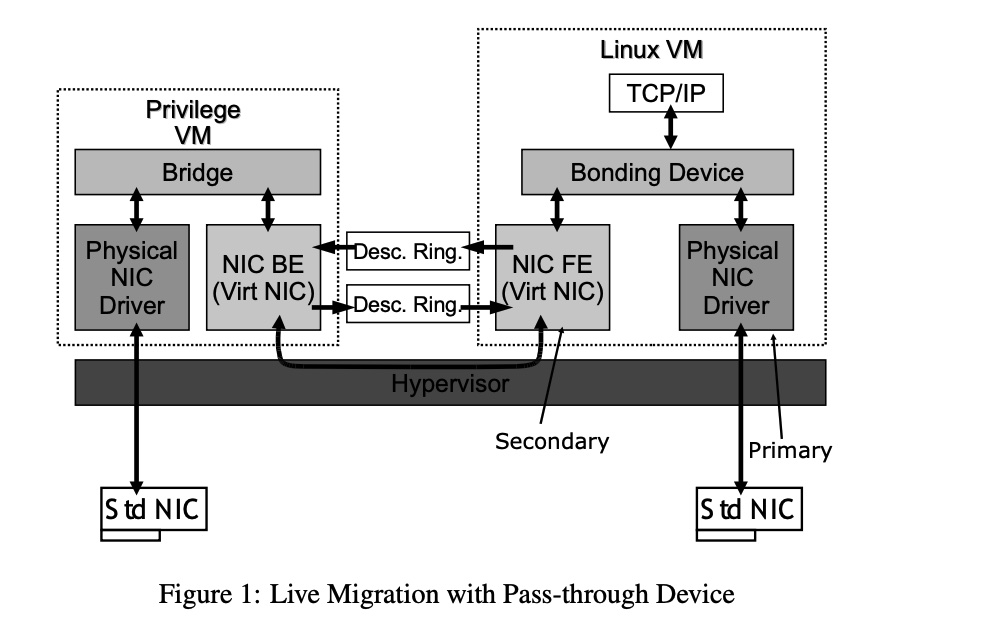 Linux VM
TCP/IP
Privilege
VM
Bridge
Bonding Device
Physical
NIC
Driver
NIC BE
(Virt NIC)
Desc. Ring.
Desc. Ring.
NIC FE
(Virt NIC)
Physical
NIC
Driver
Hypervisor
Secondary
Primary
Std NIC
Std NIC
Figure 1: Live Migration with Pass-through Device